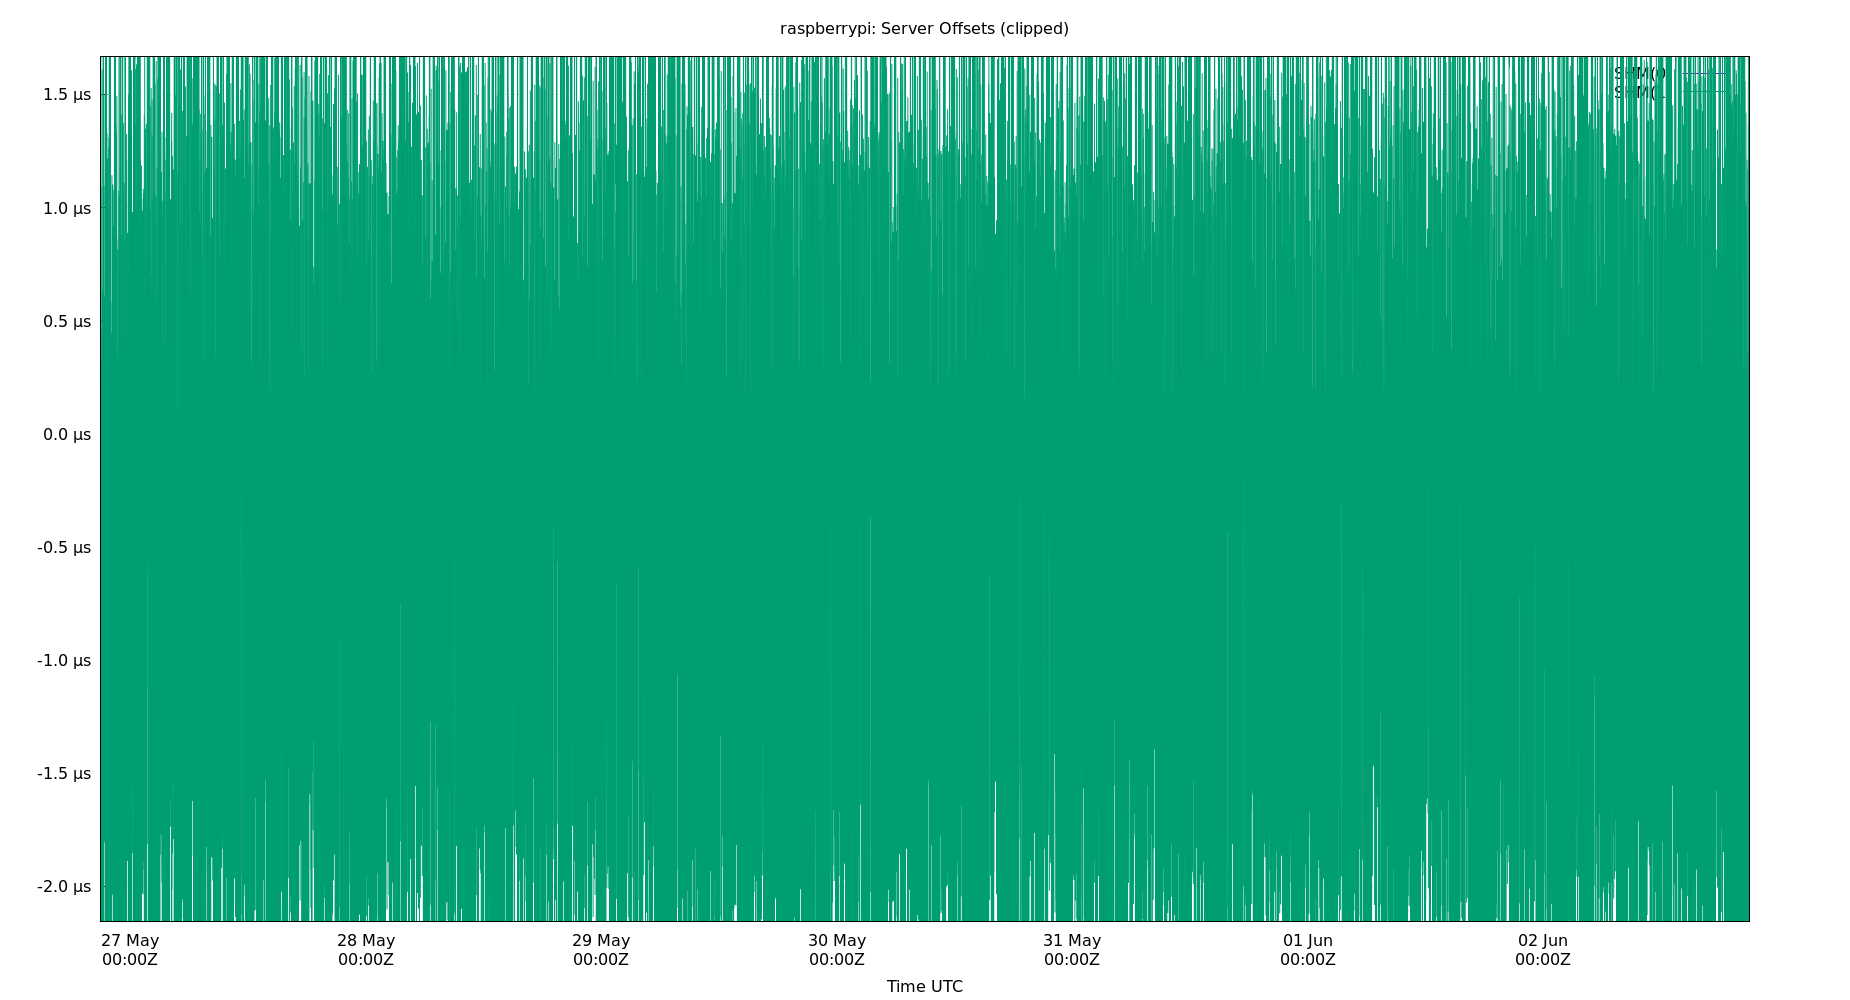 raspberrypi: Server Offsets (clipped)
1.5 µs
1.0 µs
0.5 µs
0.0 µs
-0.5 µs
-1.0 µs
-1.5 µs
-2.0 µs
27 May
00:00Z
28 May
00:00Z
29 May
00:00Z
30 May
00:00Z
31 May
00:00Z
01 Jun
00:00Z
02 Jun
00:00Z
Time UTC